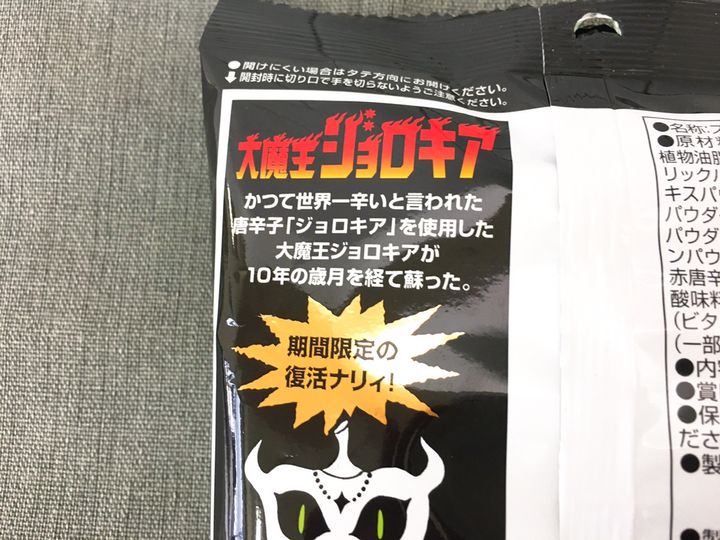 ●開けにくい場合はタテ方向にお開けください。
⬇開封時に切り口で手を切らないようご注意ください。
大魔王ジョロキア
かつて世界一辛いと言われた
唐辛子「ジョロキア」を使用した
大魔王ジョロキアが
10年の歳月を経て蘇った。
期間限定の
復活ナリィ!
●名称:
●原材
植物油脂
リック
キスパウ
パウダ
パウダ
ンパウ
赤唐辛
酸味料
(ビタ
(一部
●内
●賞
●保
ださ
●製